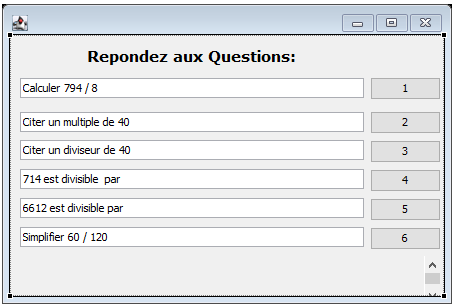 Repondez aux Questions:
Calculer 794 / 8 1
Citer un multiple de 40 2
Citer un diviseur de 40 3
714 est divisible  par 4
6612 est divisible par 5
Simplifier 60 / 120 6